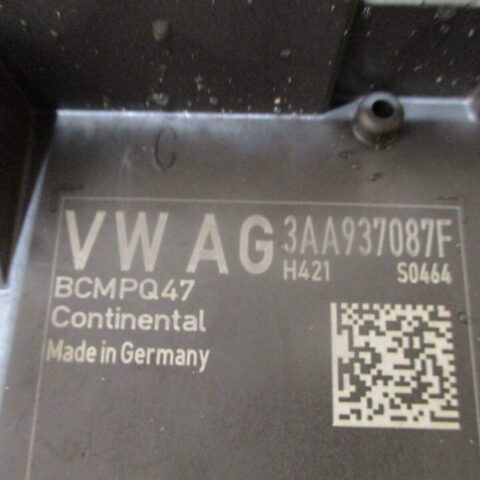 C
VW AG 3AA937087F
H421 S0464
BCMPQ47
Continental
Made in Germany